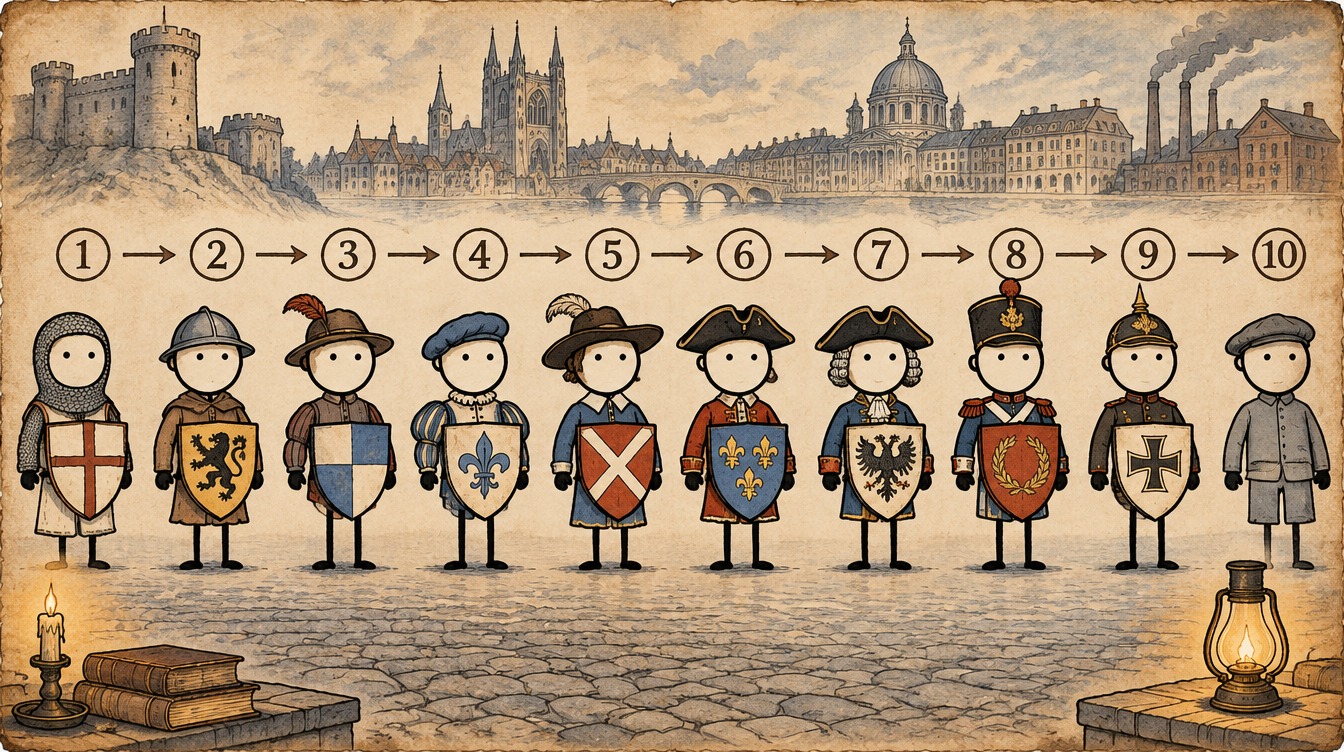 1 → 2 → 3 → 4 → 5 → 6 → 7 → 8 → 9 → 10